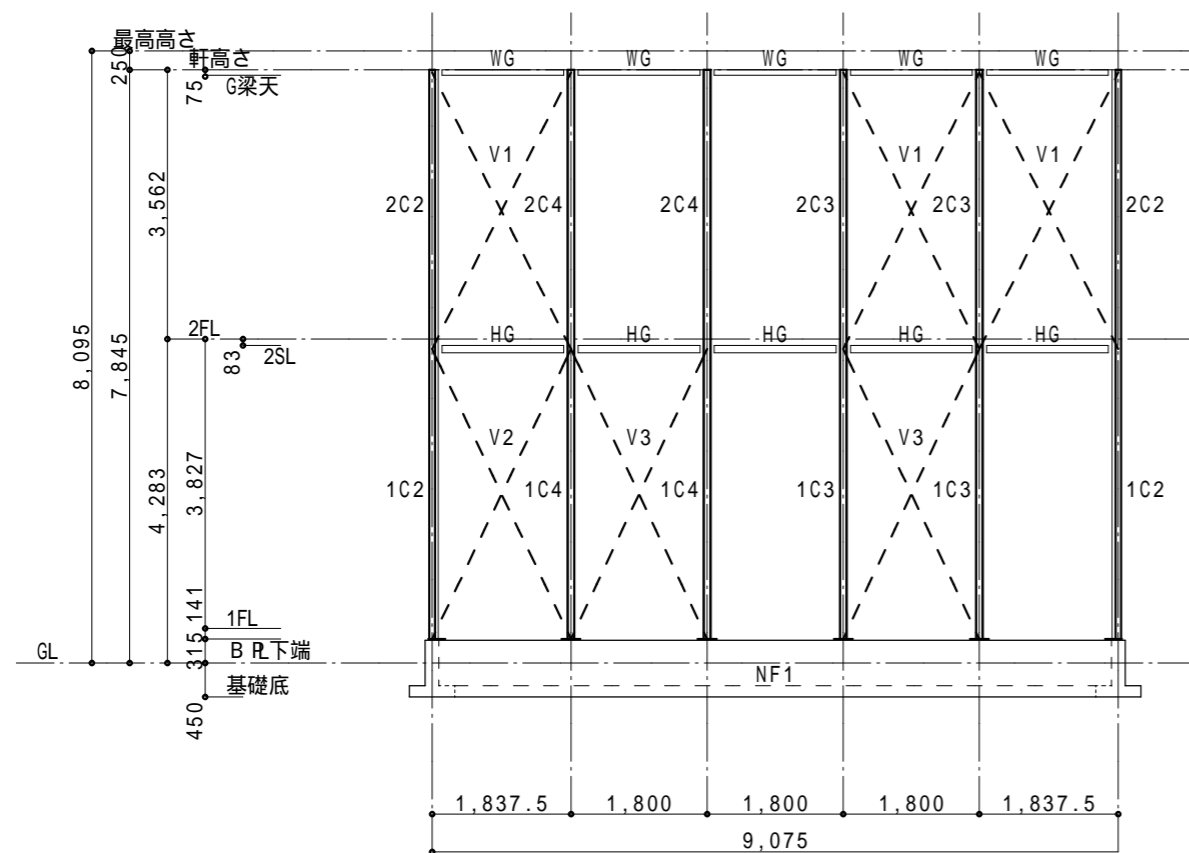 最高高さ
250
軒高さ
75
G梁天
WG WG WG WG WG
V1 V1 V1
3,562
2C2 2C4 2C4 2C3 2C3 2C2
8,095
7,845
2FL
83
2SL
HG HG HG HG HG
V2 V3 V3
4,283
3,827
1C2 1C4 1C4 1C3 1C3 1C2
141
1FL
315
B PL下端
GL
基礎底
450
NF1
1,837.5 1,800 1,800 1,800 1,837.5
9,075